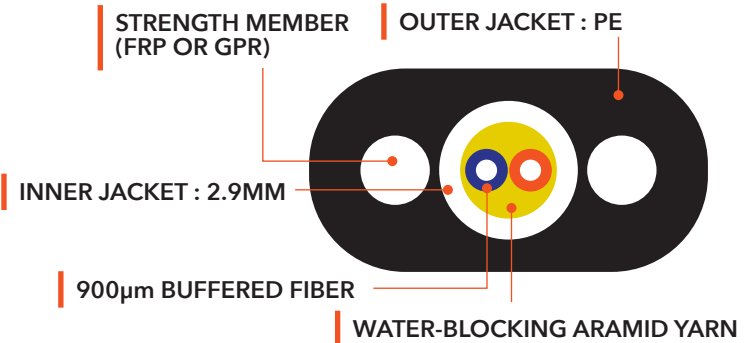 STRENGTH MEMBER
(FRP OR GPR)
OUTER JACKET : PE
INNER JACKET : 2.9MM
900µm BUFFERED FIBER
WATER-BLOCKING ARAMID YARN